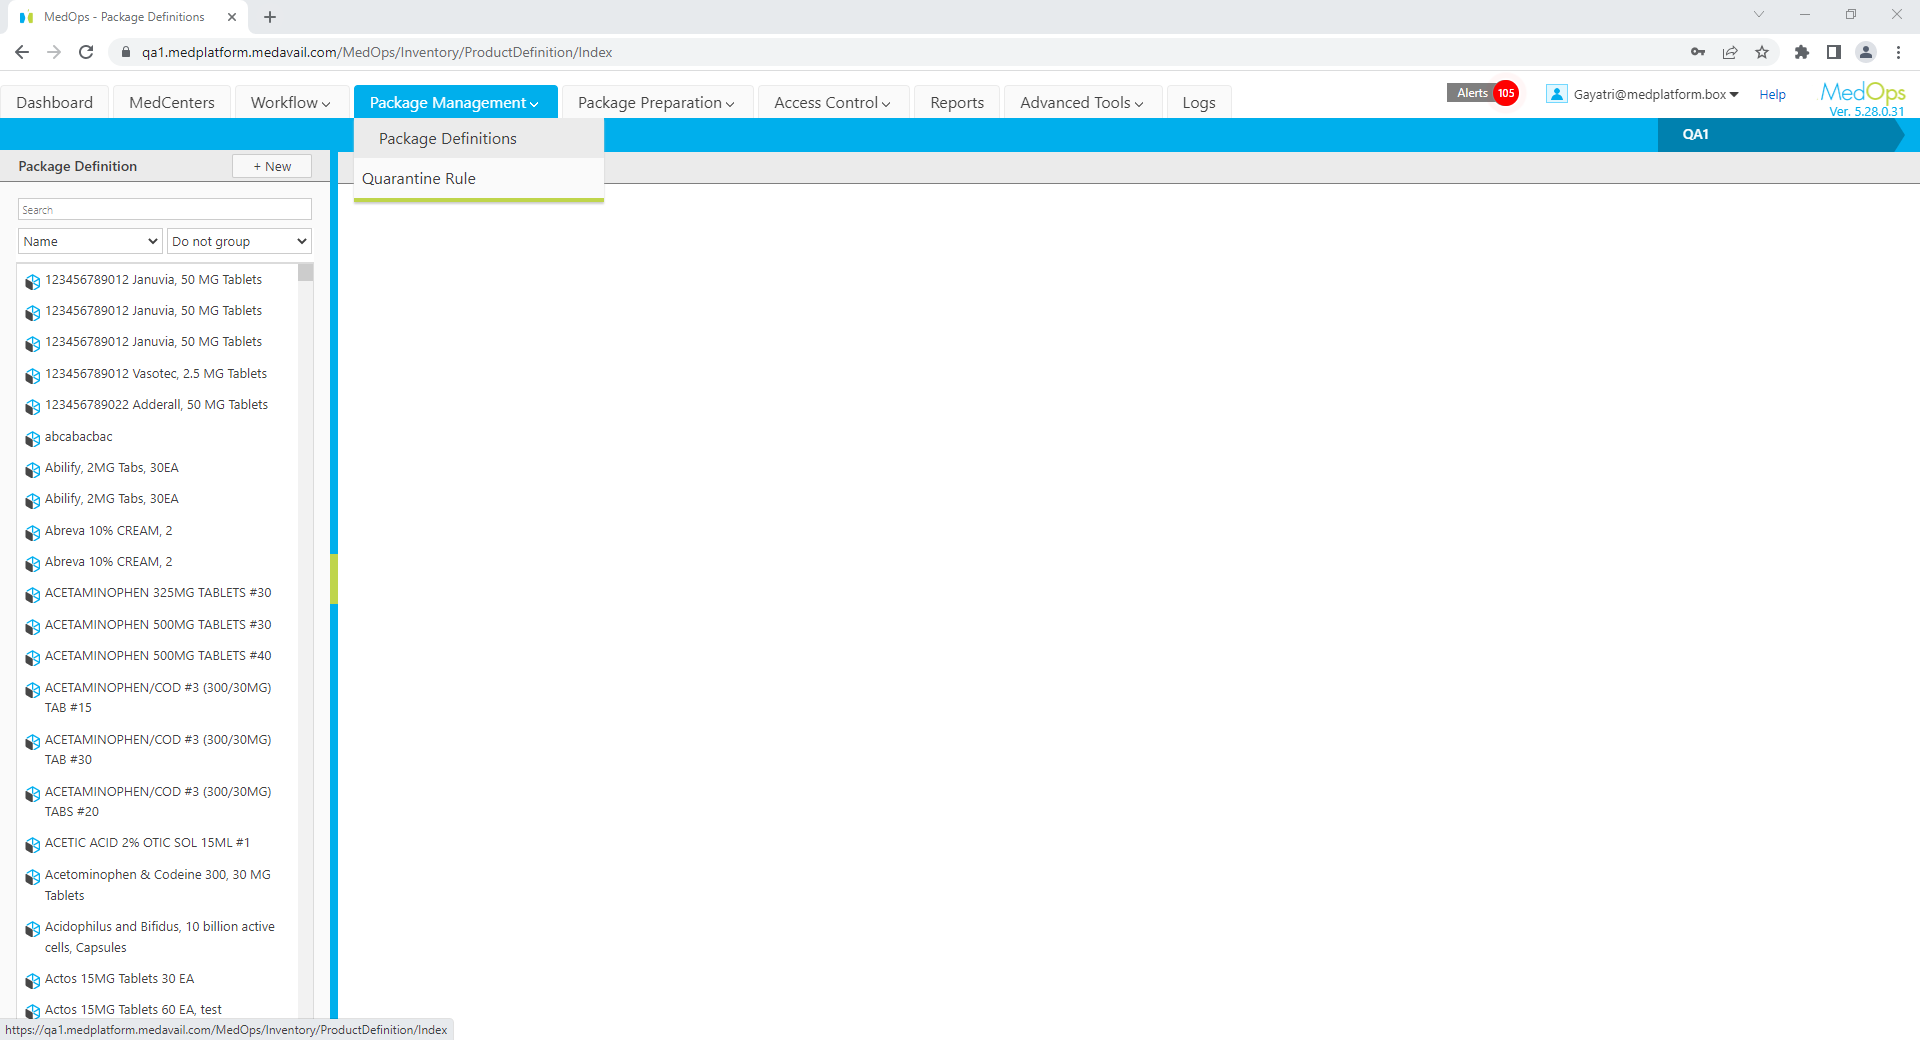 MedOps - Package Definitions
qa1.medplatform.medavail.com/MedOps/Inventory/ProductDefinition/Index
Dashboard
MedCenters
Workflow
Package Management
Package Preparation
Access Control
Reports
Advanced Tools
Logs
Alerts 105
Gayatri@medplatform.box
Help
MedOps
Ver. 5.28.0.31
Package Definitions
Quarantine Rule
QA1
Package Definition
+ New
Search
Name
Do not group
123456789012 Januvia, 50 MG Tablets
123456789012 Januvia, 50 MG Tablets
123456789012 Januvia, 50 MG Tablets
123456789012 Vasotec, 2.5 MG Tablets
123456789022 Adderall, 50 MG Tablets
abcabacbac
Abilify, 2MG Tabs, 30EA
Abilify, 2MG Tabs, 30EA
Abreva 10% CREAM, 2
Abreva 10% CREAM, 2
ACETAMINOPHEN 325MG TABLETS #30
ACETAMINOPHEN 500MG TABLETS #30
ACETAMINOPHEN 500MG TABLETS #40
ACETAMINOPHEN/COD #3 (300/30MG)
TAB #15
ACETAMINOPHEN/COD #3 (300/30MG)
TAB #30
ACETAMINOPHEN/COD #3 (300/30MG)
TABS #20
ACETIC ACID 2% OTIC SOL 15ML #1
Acetominophen & Codeine 300, 30 MG
Tablets
Acidophilus and Bifidus, 10 billion active
cells, Capsules
Actos 15MG Tablets 30 EA
Actos 15MG Tablets 60 EA, test
https://qa1.medplatform.medavail.com/MedOps/Inventory/ProductDefinition/Index